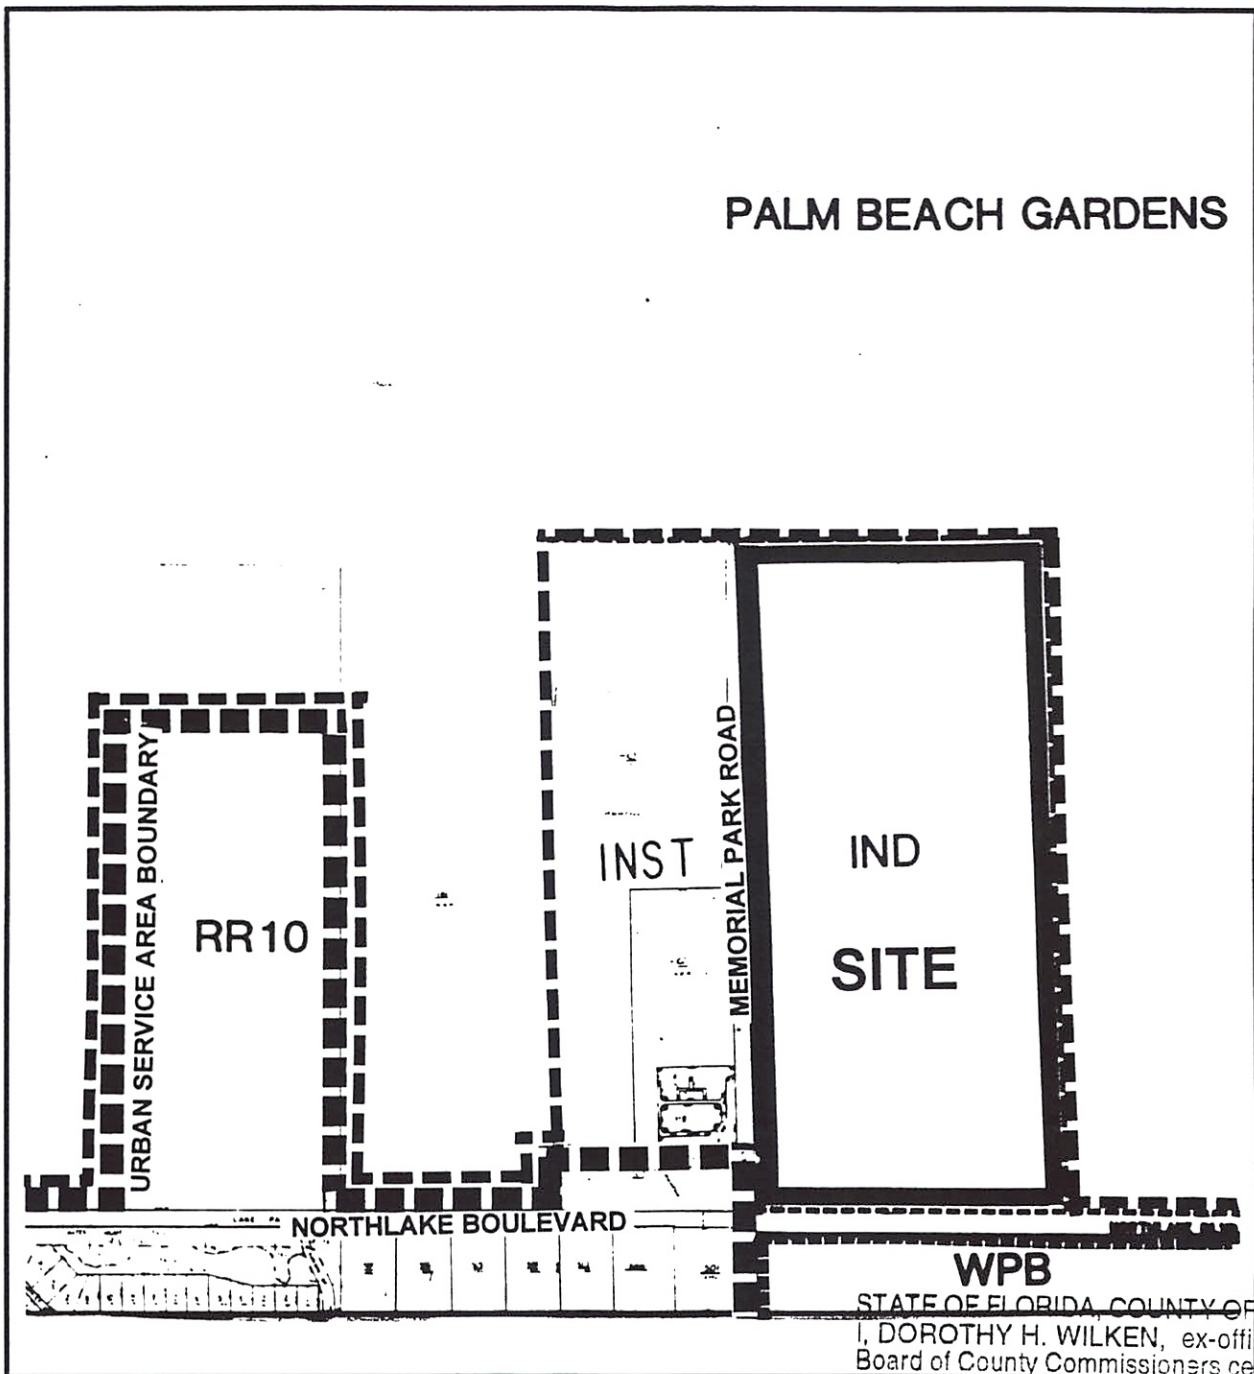 PALM BEACH GARDENS
URBAN SERVICE AREA BOUNDARY
RR10
INST
MEMORIAL PARK ROAD
IND
SITE
NORTHLAKE BOULEVARD
WPB
STATE OF FLORIDA, COUNTY OF
I, DOROTHY H. WILKEN, ex-offi
Board of County Commissioners ce